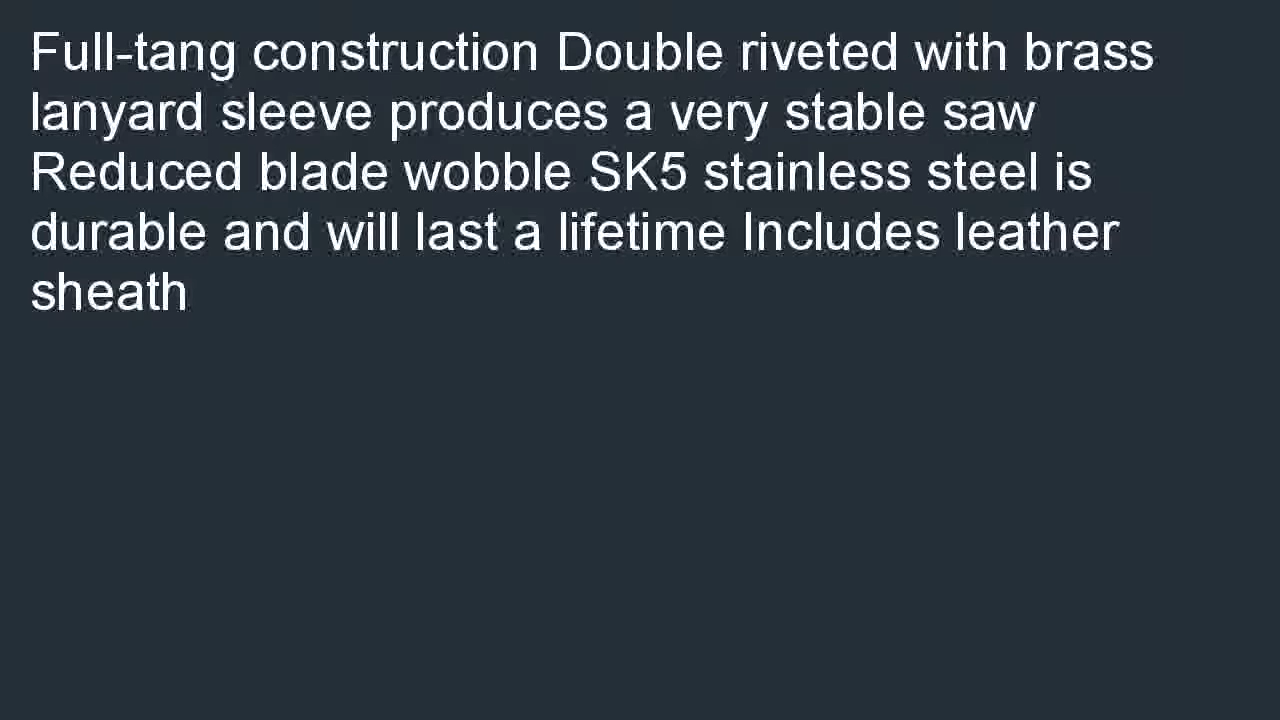 Full-tang construction Double riveted with brass
lanyard sleeve produces a very stable saw
Reduced blade wobble SK5 stainless steel is
durable and will last a lifetime Includes leather
sheath